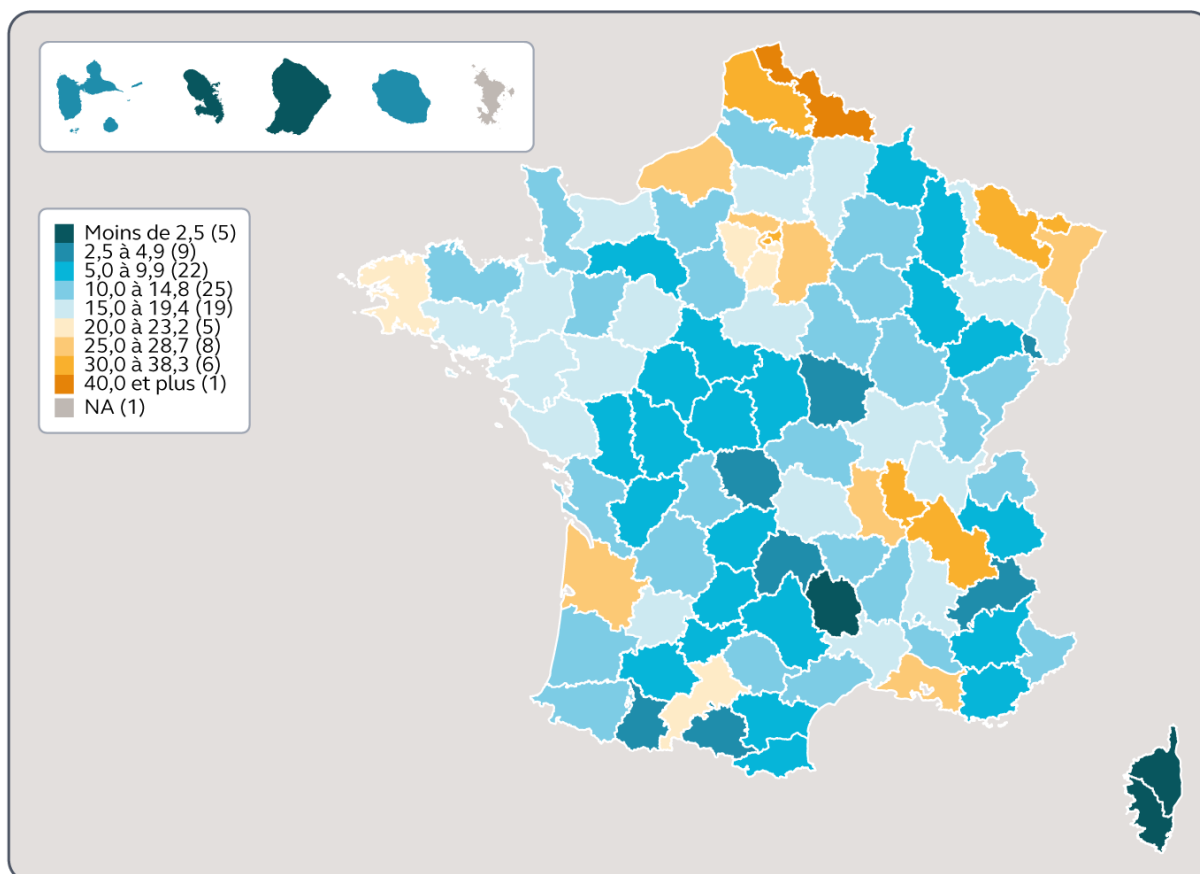 Moins de 2,5 (5)
2,5 à 4,9 (9)
5,0 à 9,9 (22)
10,0 à 14,8 (25)
15,0 à 19,4 (19)
20,0 à 23,2 (5)
25,0 à 28,7 (8)
30,0 à 38,3 (6)
40,0 et plus (1)
NA (1)